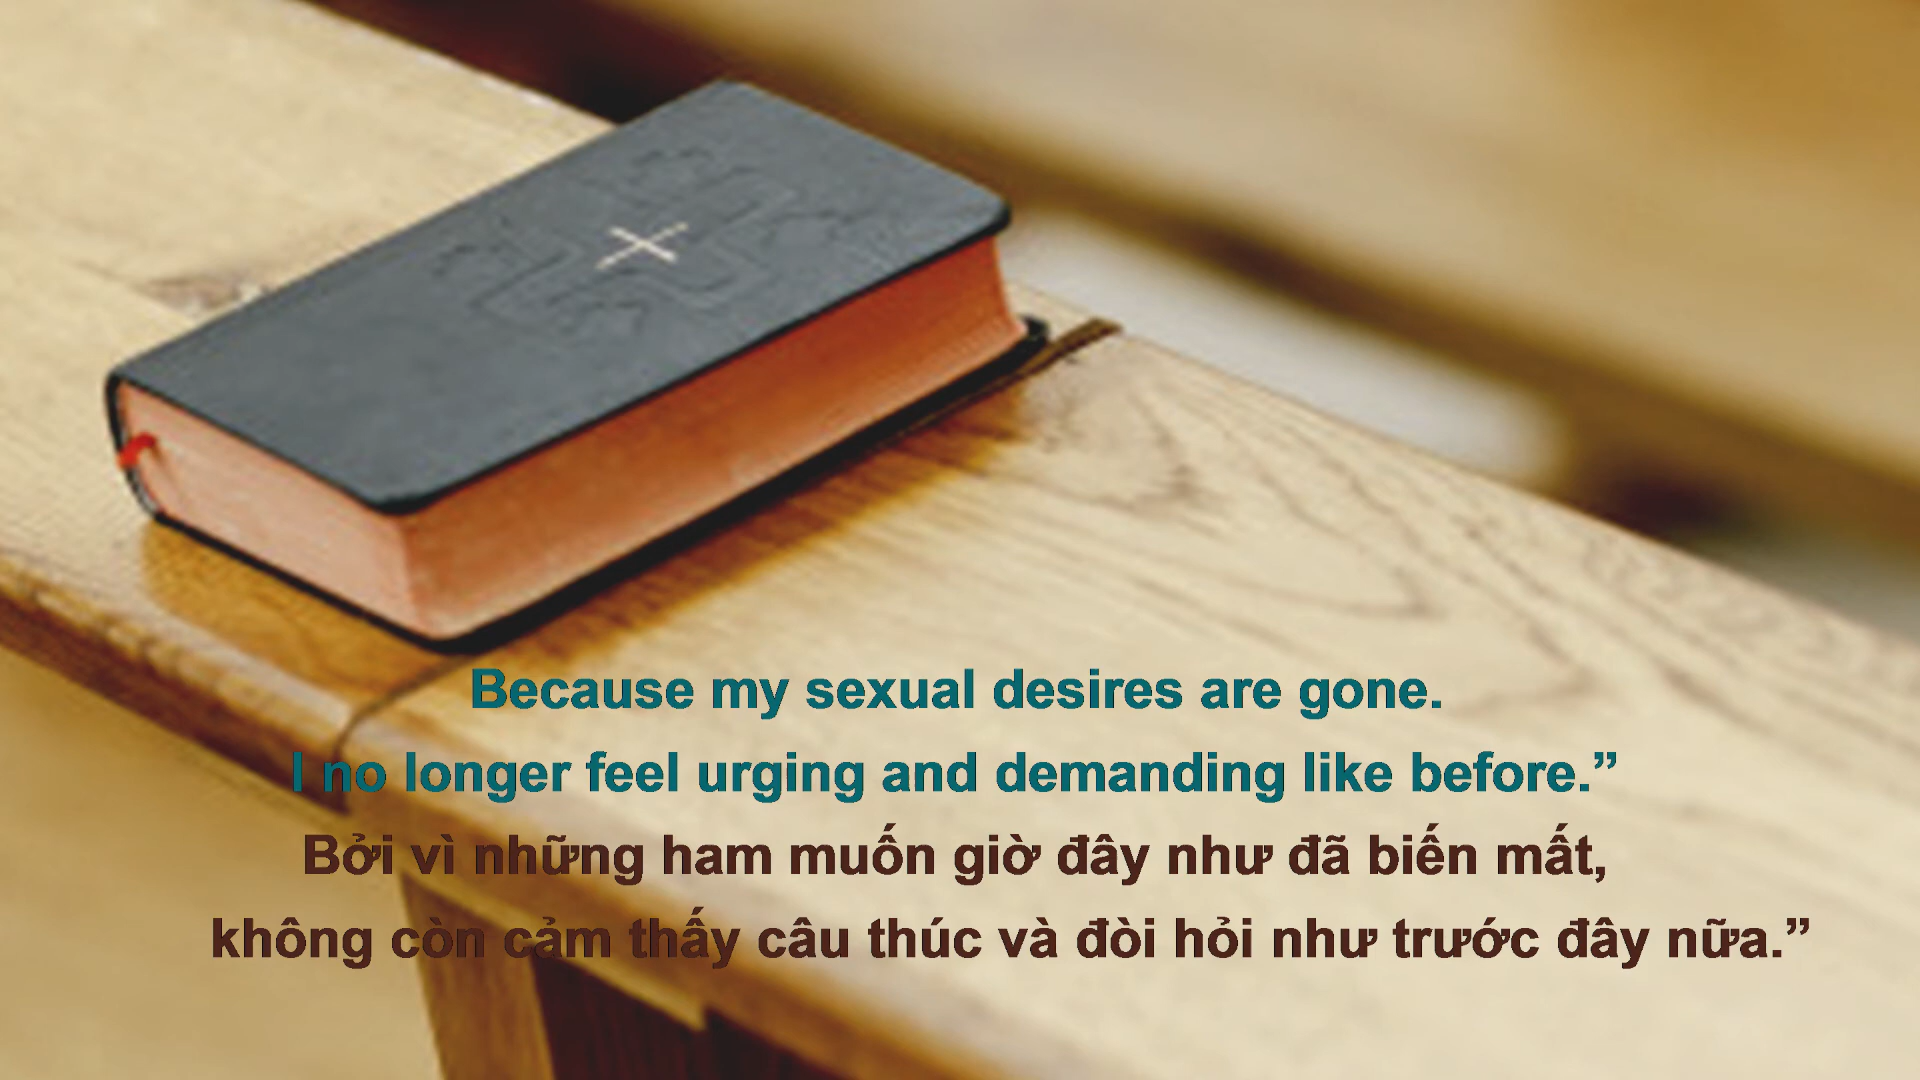 Because my sexual desires are gone.
I no longer feel urging and demanding like before.”
Bởi vì những ham muốn giờ đây như đã biến mất,
không còn cảm thấy câu thúc và đòi hỏi như trước đây nữa.”